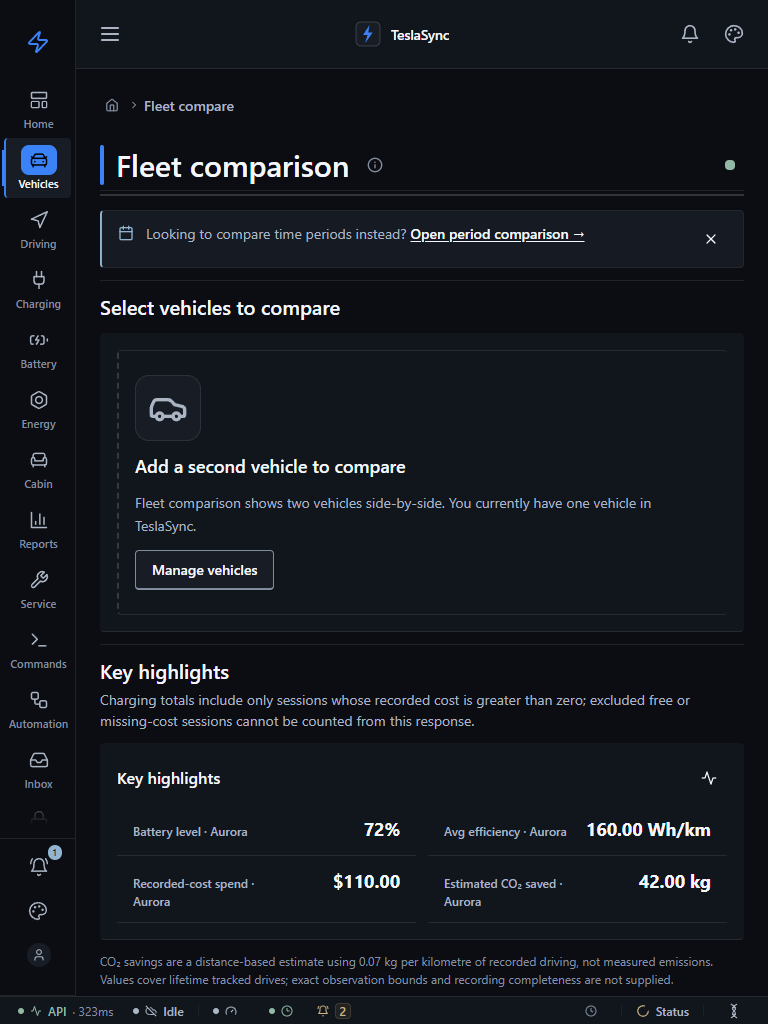 TeslaSync
Home
Vehicles
Driving
Charging
Battery
Energy
Cabin
Reports
Service
Commands
Automation
Inbox
1
Fleet compare
Fleet comparison
Looking to compare time periods instead? Open period comparison →
Select vehicles to compare
Add a second vehicle to compare
Fleet comparison shows two vehicles side-by-side. You currently have one vehicle in
TeslaSync.
Manage vehicles
Key highlights
Charging totals include only sessions whose recorded cost is greater than zero; excluded free or
missing-cost sessions cannot be counted from this response.
Key highlights
Battery level · Aurora 72%
Avg efficiency · Aurora 160.00 Wh/km
Recorded-cost spend ·
Aurora
$110.00
Estimated CO₂ saved ·
Aurora
42.00 kg
CO₂ savings are a distance-based estimate using 0.07 kg per kilometre of recorded driving, not measured emissions.
Values cover lifetime tracked drives; exact observation bounds and recording completeness are not supplied.
API · 323ms Idle 2 Status